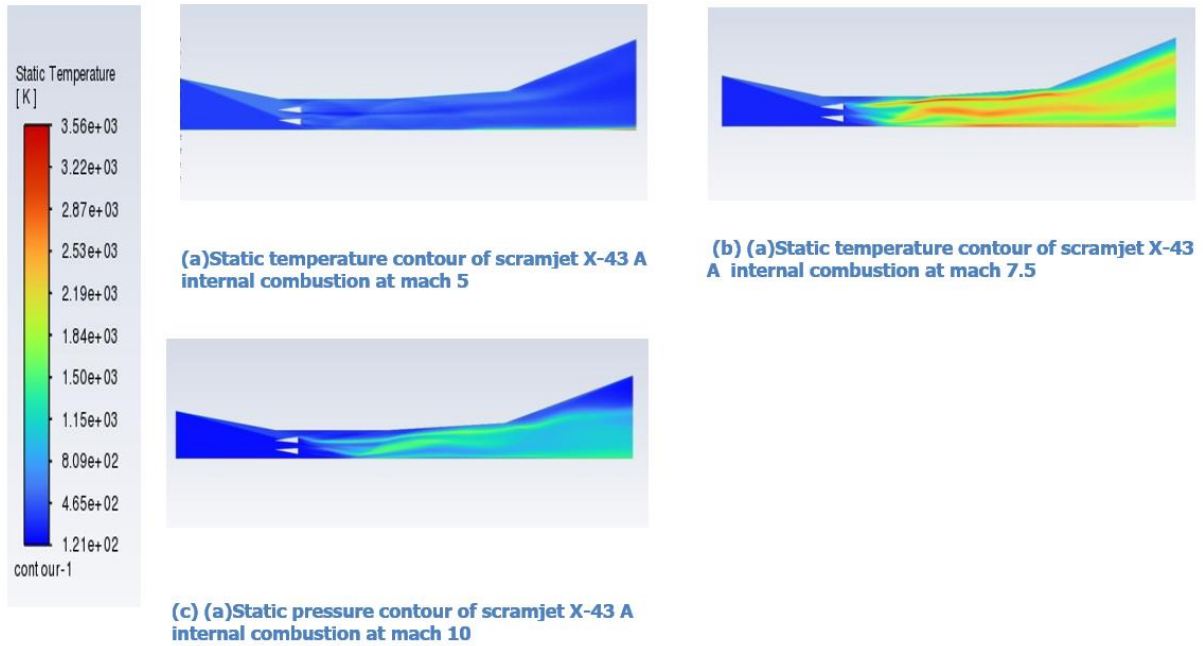 Static Temperature
[ K ]
3.56e+03
3.22e+03
2.87e+03
2.53e+03
2.19e+03
1.84e+03
1.50e+03
1.15e+03
8.09e+02
4.65e+02
1.21e+02
contour-1
(a)Static temperature contour of scramjet X-43 A
internal combustion at mach 5
(b) (a)Static temperature contour of scramjet X-43
A internal combustion at mach 7.5
(c) (a)Static pressure contour of scramjet X-43 A
internal combustion at mach 10